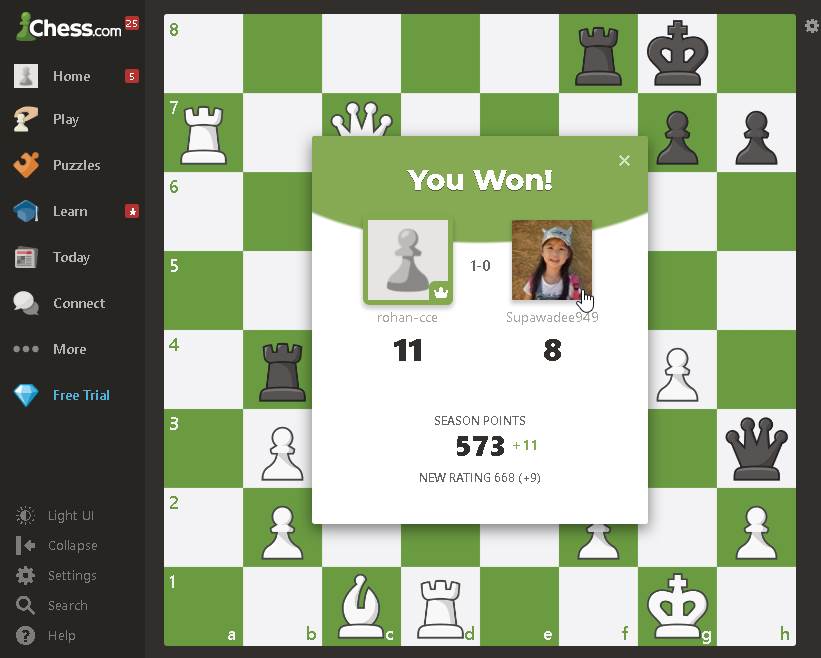 Chess.com 25
Home 5
Play
Puzzles
Learn
Today
Connect
More
Free Trial
Light UI
Collapse
Settings
Search
Help
8
7
6
5
4
3
2
1
a b c d e f g h
You Won!
1-0
rohan-cce Supawadee949
11 8
SEASON POINTS
573 +11
NEW RATING 668 (+9)